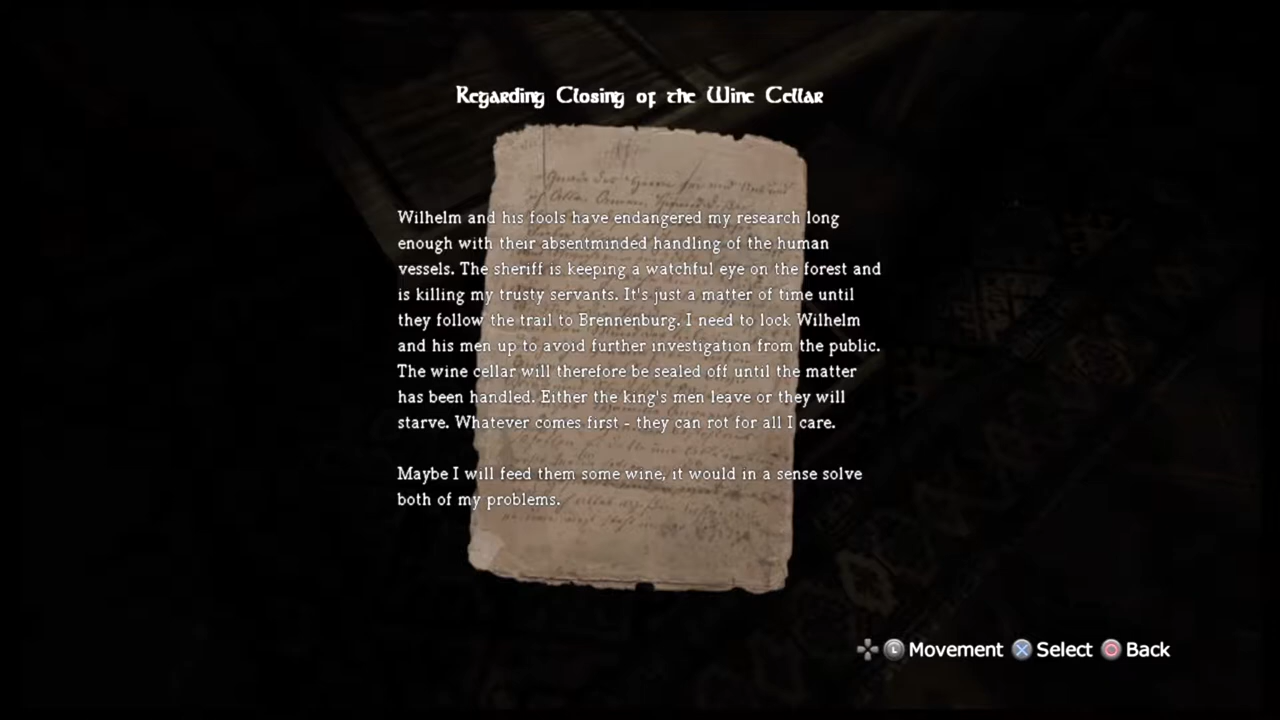 Regarding Closing of the Wine Cellar
Wilhelm and his fools have endangered my research long
enough with their absentminded handling of the human
vessels. The sheriff is keeping a watchful eye on the forest and
is killing my trusty servants. It's just a matter of time until
they follow the trail to Brennenburg. I need to lock Wilhelm
and his men up to avoid further investigation from the public.
The wine cellar will therefore be sealed off until the matter
has been handled. Either the king's men leave or they will
starve. Whatever comes first - they can rot for all I care.
Maybe I will feed them some wine, it would in a sense solve
both of my problems.
L Movement X Select O Back